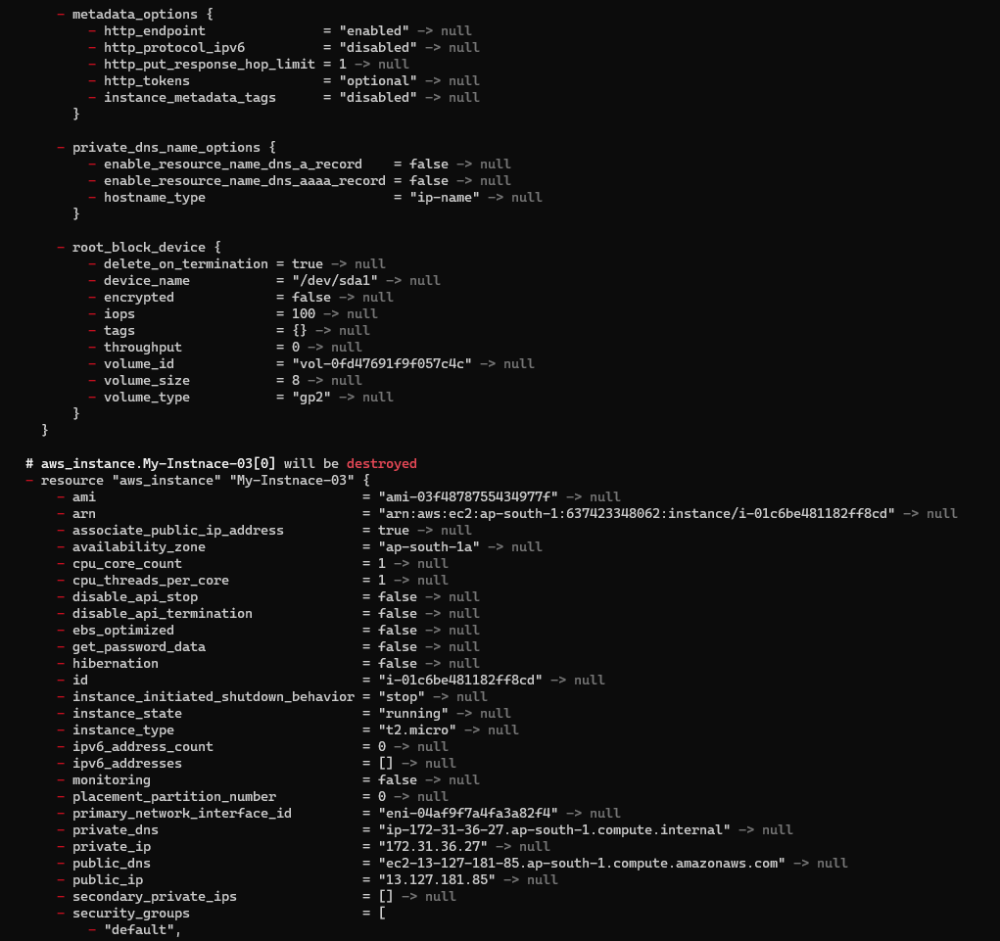 - metadata_options {
- http_endpoint = "enabled" -> null
- http_protocol_ipv6 = "disabled" -> null
- http_put_response_hop_limit = 1 -> null
- http_tokens = "optional" -> null
- instance_metadata_tags = "disabled" -> null
}
- private_dns_name_options {
- enable_resource_name_dns_a_record = false -> null
- enable_resource_name_dns_aaaa_record = false -> null
- hostname_type = "ip-name" -> null
}
- root_block_device {
- delete_on_termination = true -> null
- device_name = "/dev/sda1" -> null
- encrypted = false -> null
- iops = 100 -> null
- tags = {} -> null
- throughput = 0 -> null
- volume_id = "vol-0fd47691f9f057c4c" -> null
- volume_size = 8 -> null
- volume_type = "gp2" -> null
}
}
# aws_instance.My-Instnace-03[0] will be destroyed
- resource "aws_instance" "My-Instnace-03" {
- ami = "ami-03f4878755434977f" -> null
- arn = "arn:aws:ec2:ap-south-1:637423348062:instance/i-01c6be481182ff8cd" -> null
- associate_public_ip_address = true -> null
- availability_zone = "ap-south-1a" -> null
- cpu_core_count = 1 -> null
- cpu_threads_per_core = 1 -> null
- disable_api_stop = false -> null
- disable_api_termination = false -> null
- ebs_optimized = false -> null
- get_password_data = false -> null
- hibernation = false -> null
- id = "i-01c6be481182ff8cd" -> null
- instance_initiated_shutdown_behavior = "stop" -> null
- instance_state = "running" -> null
- instance_type = "t2.micro" -> null
- ipv6_address_count = 0 -> null
- ipv6_addresses = [] -> null
- monitoring = false -> null
- placement_partition_number = 0 -> null
- primary_network_interface_id = "eni-04af9f7a4fa3a82f4" -> null
- private_dns = "ip-172-31-36-27.ap-south-1.compute.internal" -> null
- private_ip = "172.31.36.27" -> null
- public_dns = "ec2-13-127-181-85.ap-south-1.compute.amazonaws.com" -> null
- public_ip = "13.127.181.85" -> null
- secondary_private_ips = [] -> null
- security_groups = [
- "default",